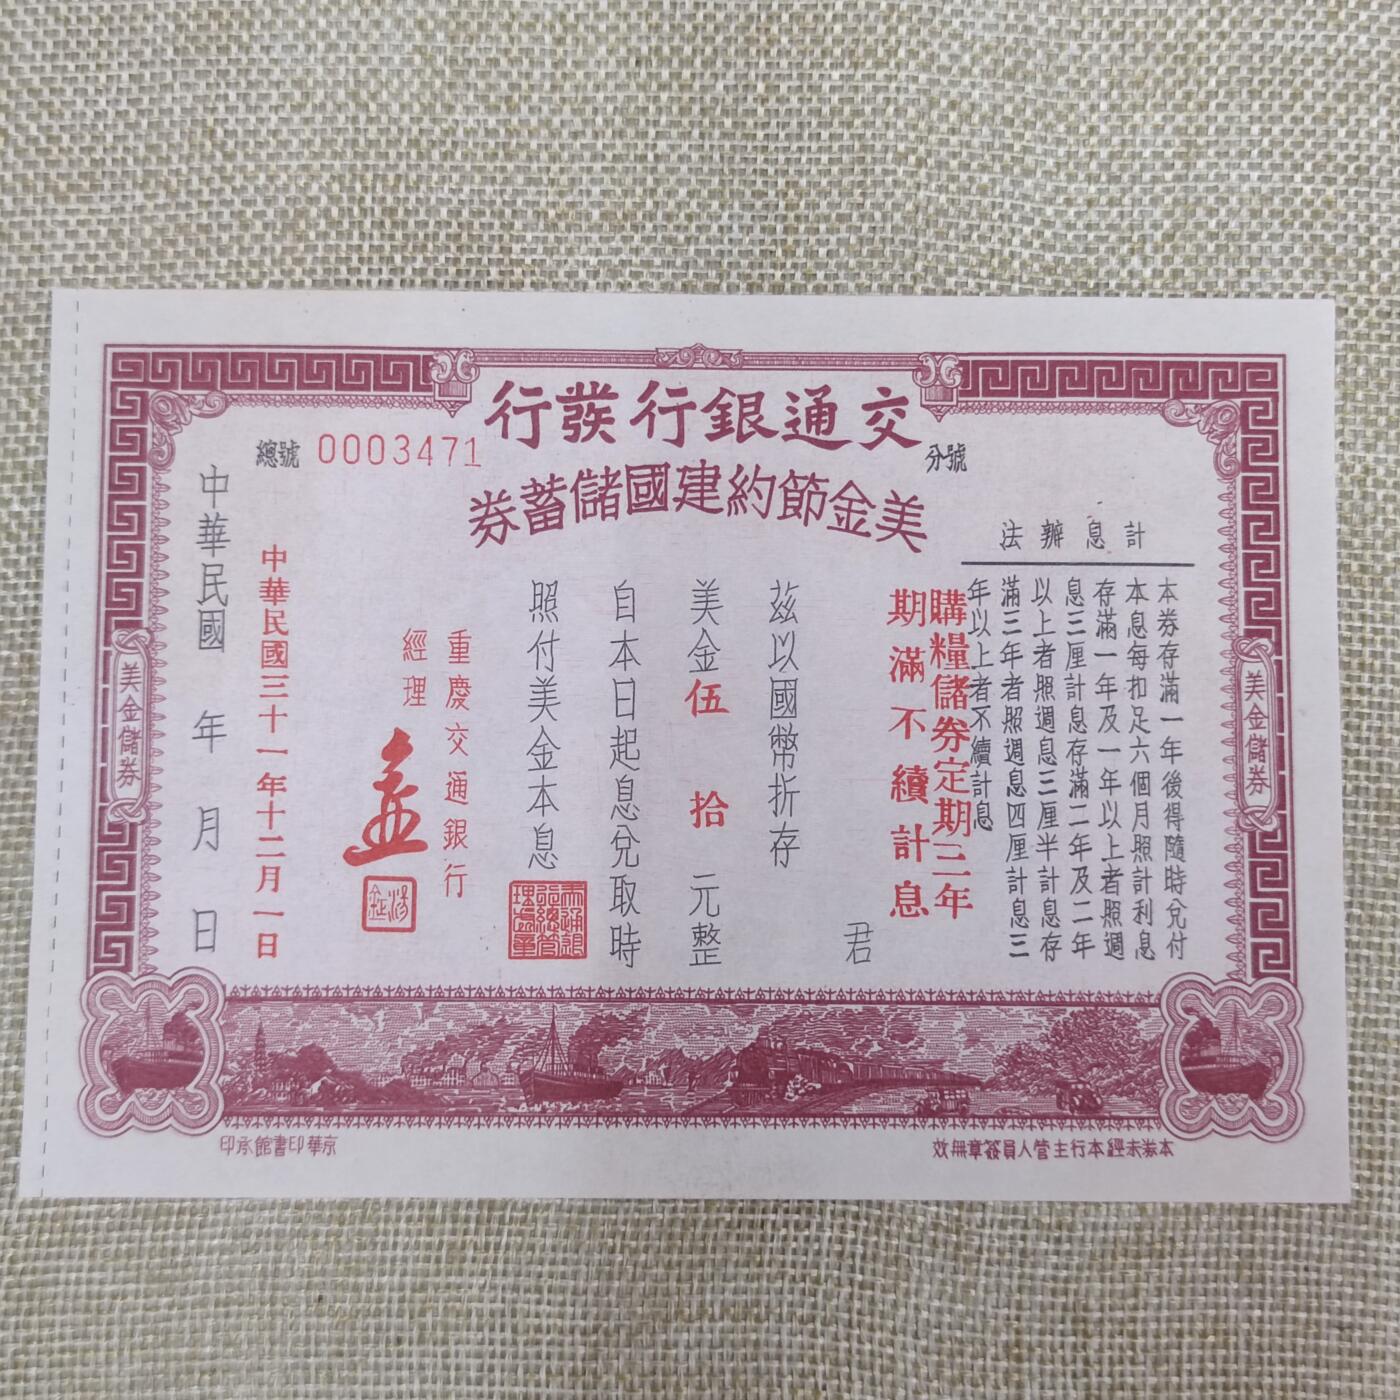 交通銀行發行
美金節約建國儲蓄券
總號 0003471
分號
計息辦法
本券存滿一年後得隨時兌付
本息每扣足六個月照計利息
存滿一年及一年以上者照週
息三厘計息存滿二年及二年
以上者照週息三厘半計息存
滿三年者照週息四厘計息三
年以上者不續計息
購糧儲券定期三年
期滿不續計息
君
茲以國幣折存
美金伍拾元整
自本日起息兌取時
照付美金本息
重慶交通銀行
經理
中華民國三十一年十二月一日
中華民國 年 月 日
美金儲券
美金儲券
本券未經本行主管人員簽章無效
京華印書館承印